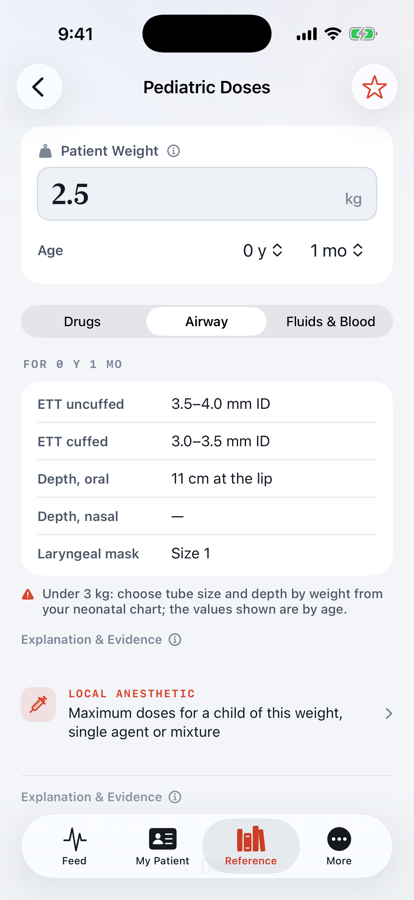 9:41
Pediatric Doses
Patient Weight
2.5
kg
Age
0 y
1 mo
Drugs
Airway
Fluids & Blood
FOR 0 Y 1 MO
ETT uncuffed
3.5–4.0 mm ID
ETT cuffed
3.0–3.5 mm ID
Depth, oral
11 cm at the lip
Depth, nasal
—
Laryngeal mask
Size 1
Under 3 kg: choose tube size and depth by weight from
your neonatal chart; the values shown are by age.
Explanation & Evidence
LOCAL ANESTHETIC
Maximum doses for a child of this weight,
single agent or mixture
Explanation & Evidence
Feed
My Patient
Reference
More